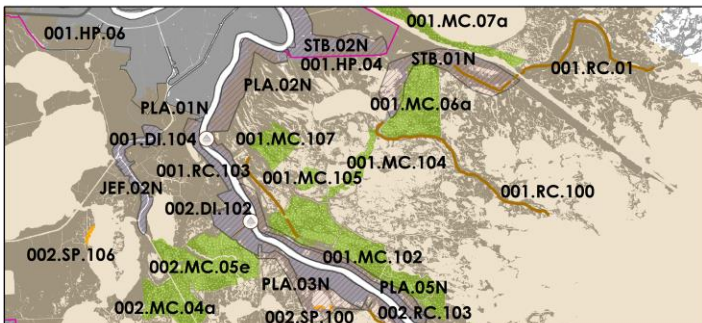 001.MC.07a
001.HP.06
STB.02N
001.HP.04
STB.01N
001.RC.01
PLA.02N
001.MC.06a
PLA.01N
001.DI.104
001.MC.107
001.MC.104
001.RC.103
001.MC.105
JEF.02N
001.RC.100
002.DI.102
002.SP.106
001.MC.102
002.MC.05e
PLA.03N
PLA.05N
002.MC.04a
002.SP.100
002.RC.103